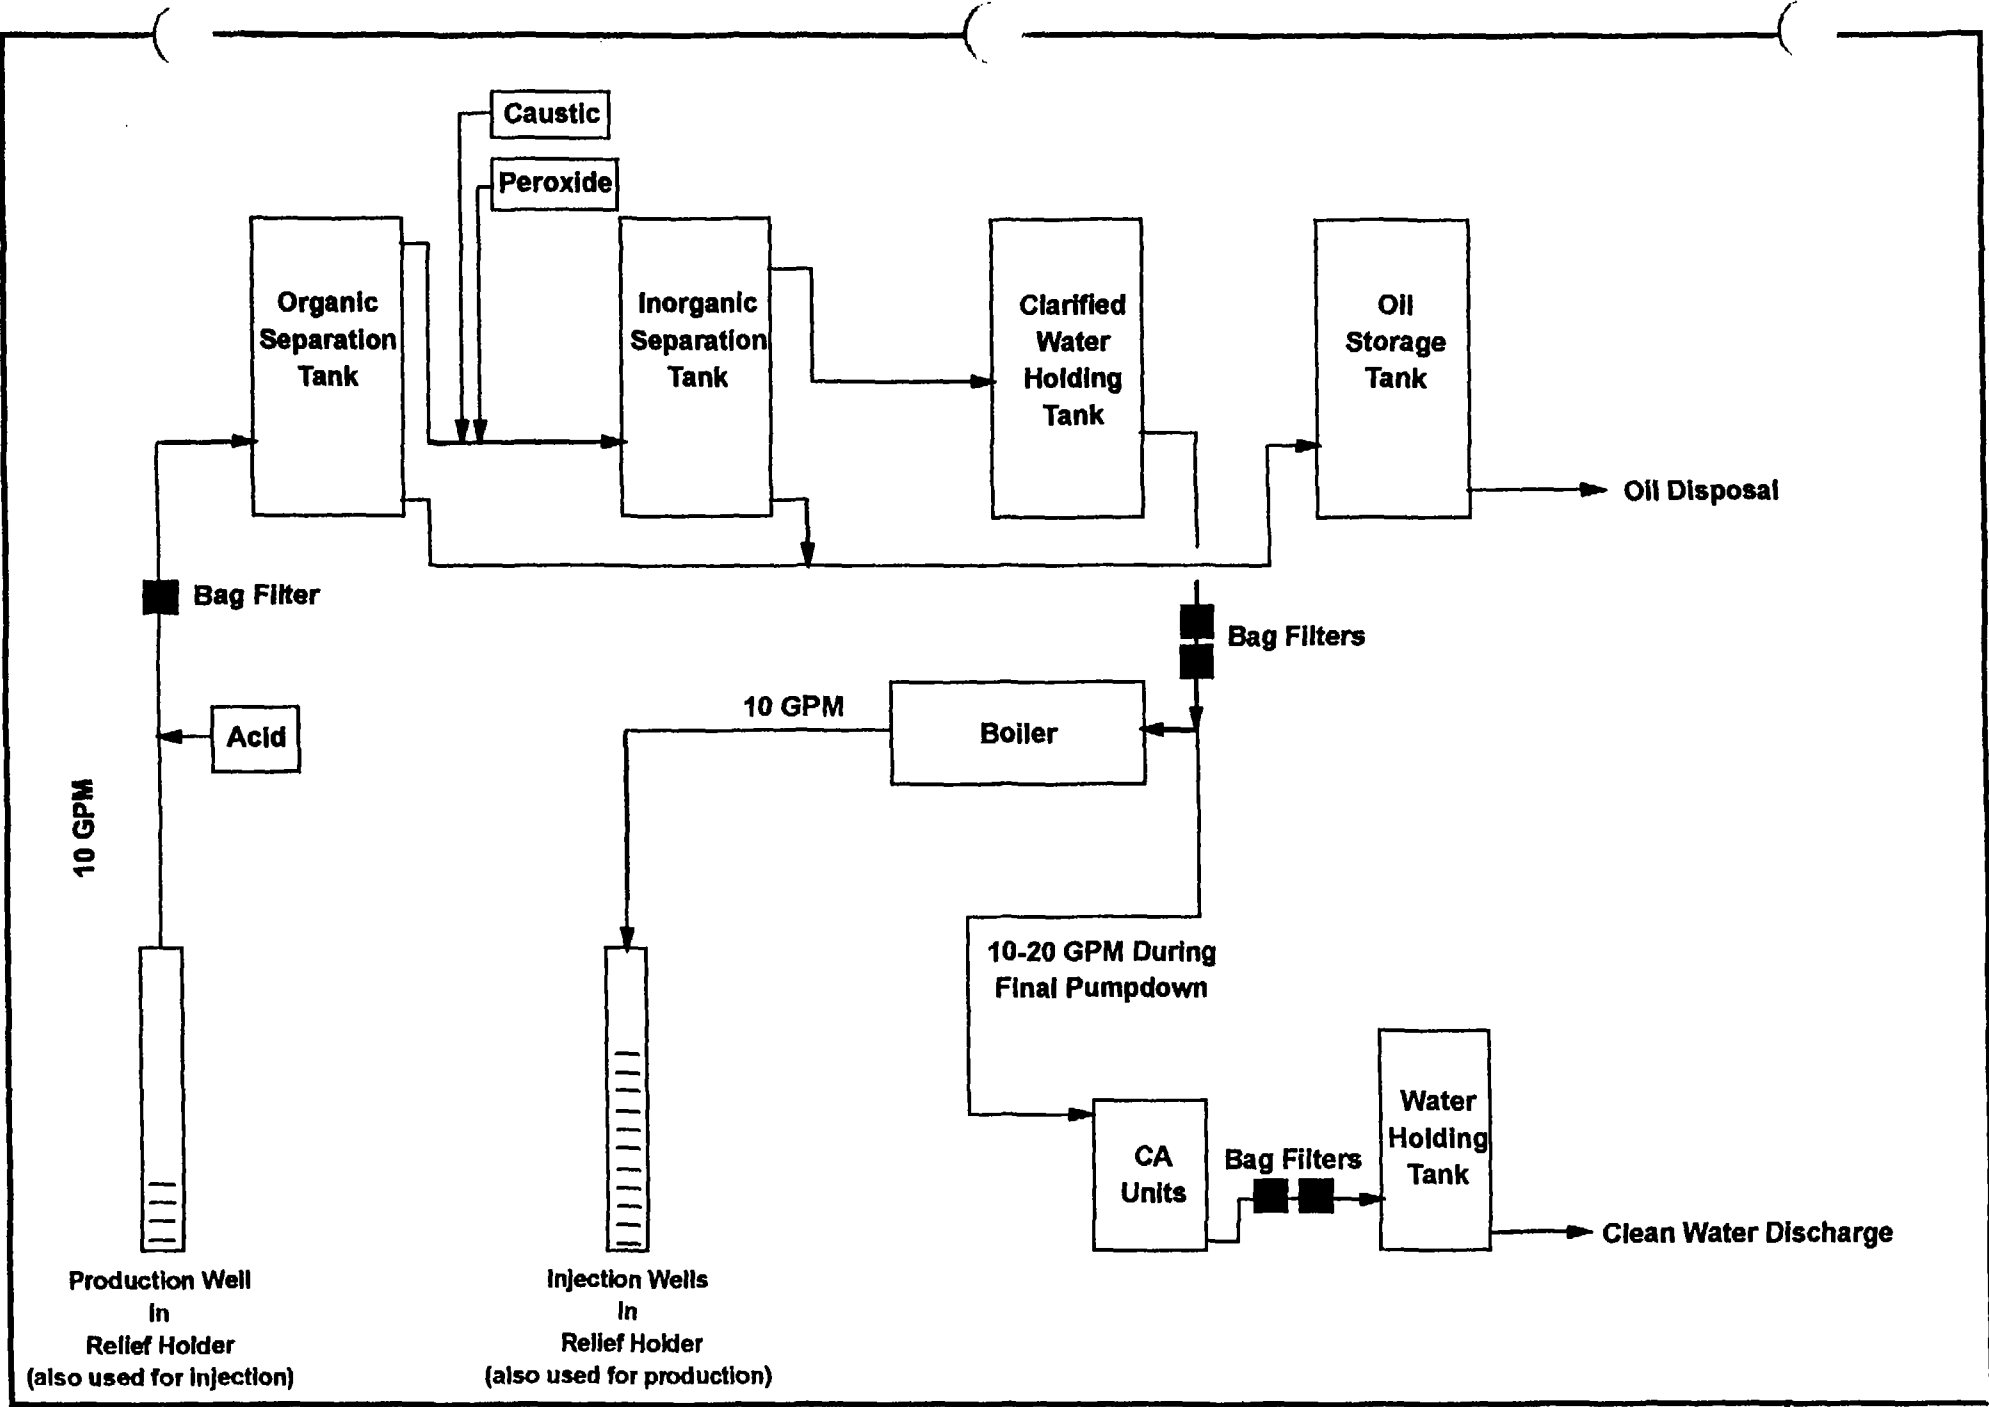 Caustic
Peroxide
Organic
Separation
Tank
Inorganic
Separation
Tank
Clarified
Water
Holding
Tank
Oil
Storage
Tank
Oil Disposal
Bag Filter
Bag Filters
10 GPM
Boiler
Acid
10 GPM
10-20 GPM During
Final Pumpdown
CA
Units
Bag Filters
Water
Holding
Tank
Clean Water Discharge
Production Well
in
Relief Holder
(also used for injection)
Injection Wells
in
Relief Holder
(also used for production)